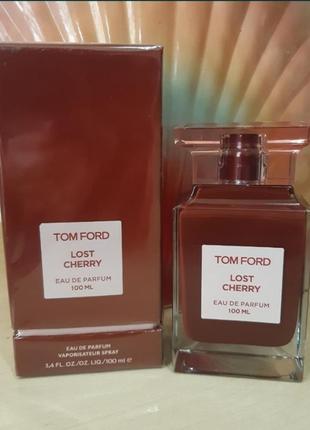 TOM FORD
LOST
CHERRY
EAU DE PARFUM
100 ML
EAU DE PARFUM
VAPORISATEUR SPRAY
3,4 FL. OZ./OZ. LIQ./100 ml e
TOM FORD
LOST
CHERRY
EAU DE PARFUM
100 ML